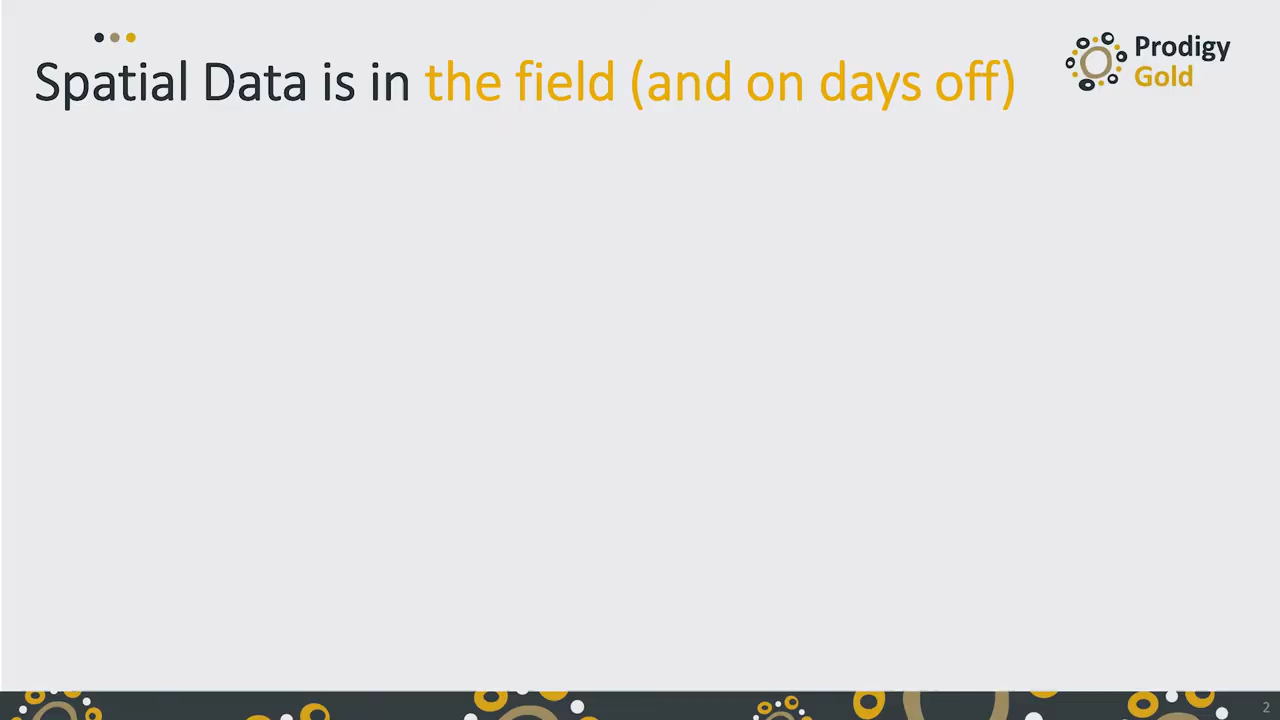 Spatial Data is in the field (and on days off)
Prodigy
Gold
2